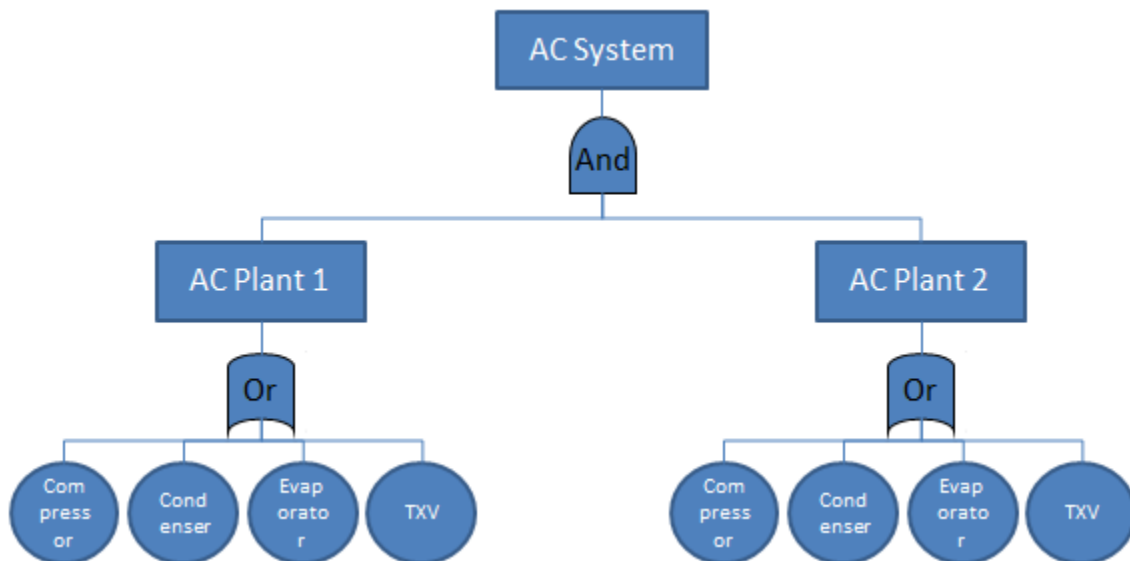 AC System
And
AC Plant 1
AC Plant 2
Or
Or
Com
press
or
Cond
enser
Evap
orato
r
TXV
Com
press
or
Cond
enser
Evap
orato
r
TXV